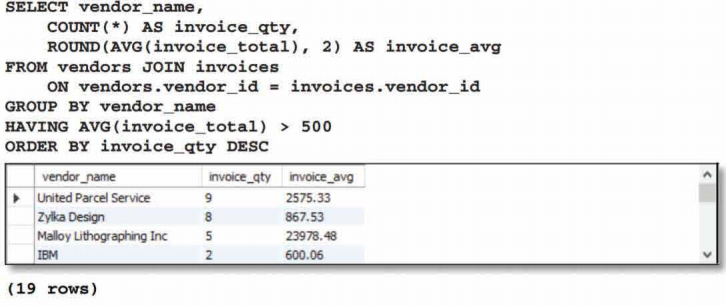 SELECT vendor_name,
    COUNT(*) AS invoice_qty,
    ROUND(AVG(invoice_total), 2) AS invoice_avg
FROM vendors JOIN invoices
    ON vendors.vendor_id = invoices.vendor_id
GROUP BY vendor_name
HAVING AVG(invoice_total) > 500
ORDER BY invoice_qty DESC
vendor_name invoice_qty invoice_avg
United Parcel Service 9 2575.33
Zylka Design 8 867.53
Malloy Lithographing Inc 5 23978.48
IBM 2 600.06
(19 rows)